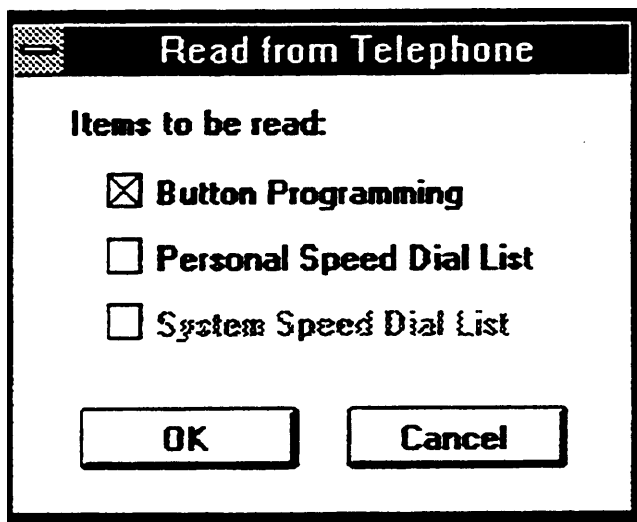 Read from Telephone
Items to be read:
Button Programming
Personal Speed Dial List
System Speed Dial List
OK
Cancel